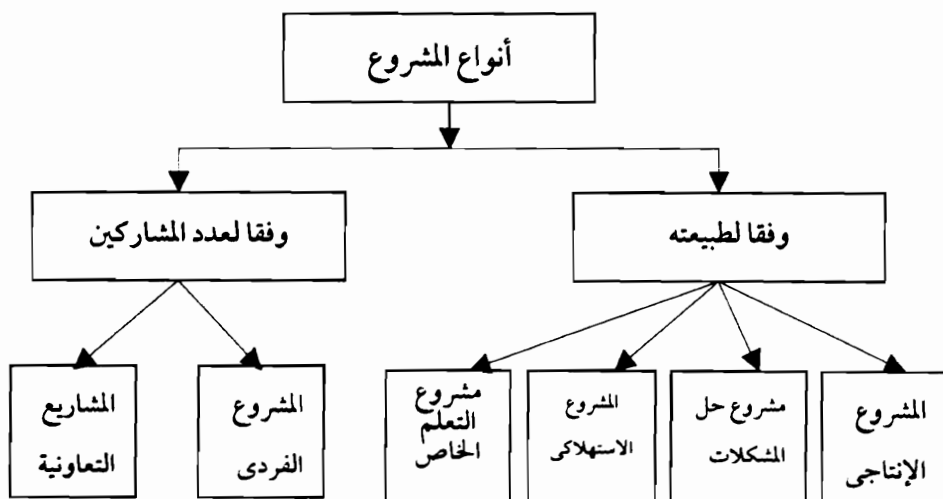 أنواع المشروع
وفقا لطبيعته
وفقا لعدد المشاركين
المشروع
الإنتاجى
مشروع حل
المشكلات
المشروع
الاستهلاكى
مشروع
التعلم
الخاص
المشروع
الفردى
المشاريع
التعاونية